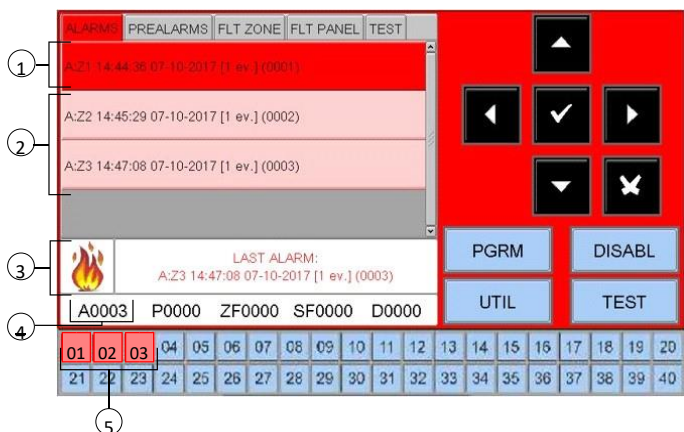 ALARMS PREALARMS FLT ZONE FLT PANEL TEST
1
A:Z1 14:44:36 07-10-2017 [1 ev.] (0001)
2
A:Z2 14:45:29 07-10-2017 [1 ev.] (0002)
A:Z3 14:47:08 07-10-2017 [1 ev.] (0003)
3
LAST ALARM:
A:Z3 14:47:08 07-10-2017 [1 ev.] (0003)
PGRM DISABL
4
A0003 P0000 ZF0000 SF0000 D0000
UTIL TEST
01 02 03 04 05 06 07 08 09 10 11 12 13 14 15 16 17 18 19 20
21 22 23 24 25 26 27 28 29 30 31 32 33 34 35 36 37 38 39 40
5